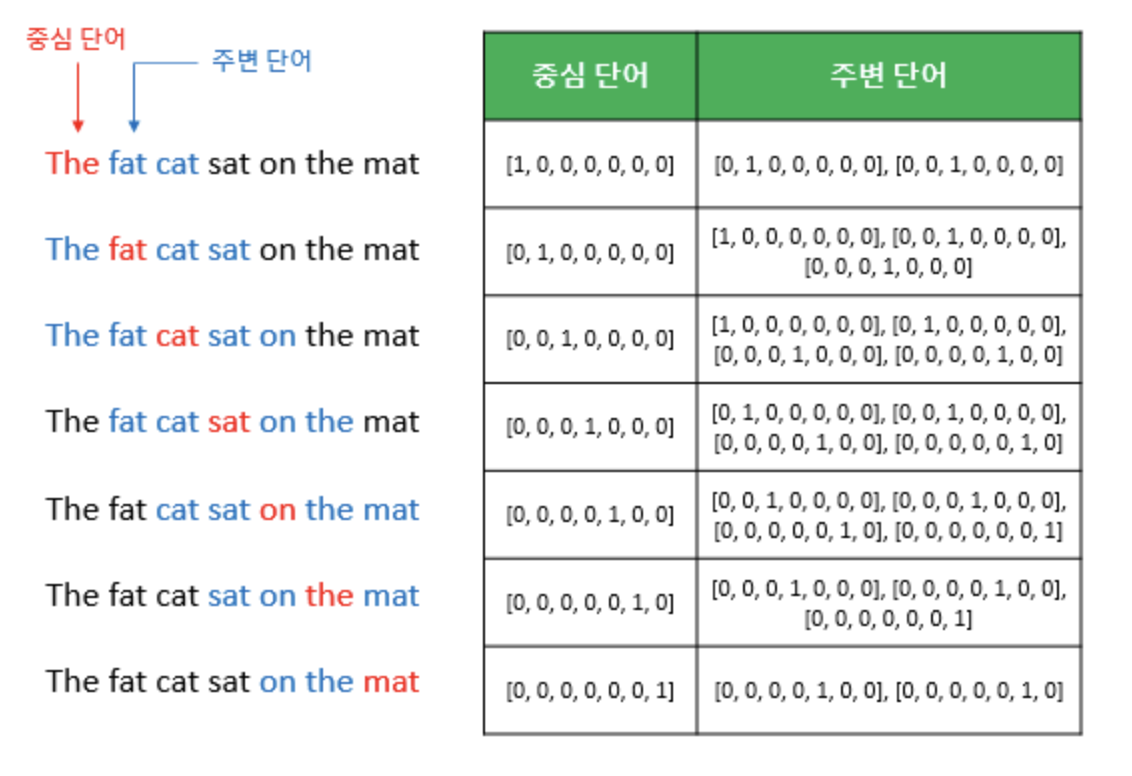 중심 단어
주변 단어
The fat cat sat on the mat
The fat cat sat on the mat
The fat cat sat on the mat
The fat cat sat on the mat
The fat cat sat on the mat
The fat cat sat on the mat
The fat cat sat on the mat
중심 단어 주변 단어
[1, 0, 0, 0, 0, 0, 0] [0, 1, 0, 0, 0, 0, 0], [0, 0, 1, 0, 0, 0, 0]
[0, 1, 0, 0, 0, 0, 0] [1, 0, 0, 0, 0, 0, 0], [0, 0, 1, 0, 0, 0, 0],
[0, 0, 0, 1, 0, 0, 0]
[0, 0, 1, 0, 0, 0, 0] [1, 0, 0, 0, 0, 0, 0], [0, 1, 0, 0, 0, 0, 0],
[0, 0, 0, 1, 0, 0, 0], [0, 0, 0, 0, 1, 0, 0]
[0, 0, 0, 1, 0, 0, 0] [0, 1, 0, 0, 0, 0, 0], [0, 0, 1, 0, 0, 0, 0],
[0, 0, 0, 0, 1, 0, 0], [0, 0, 0, 0, 0, 1, 0]
[0, 0, 0, 0, 1, 0, 0] [0, 0, 1, 0, 0, 0, 0], [0, 0, 0, 1, 0, 0, 0],
[0, 0, 0, 0, 0, 1, 0], [0, 0, 0, 0, 0, 0, 1]
[0, 0, 0, 0, 0, 1, 0] [0, 0, 0, 1, 0, 0, 0], [0, 0, 0, 0, 1, 0, 0],
[0, 0, 0, 0, 0, 0, 1]
[0, 0, 0, 0, 0, 0, 1] [0, 0, 0, 0, 1, 0, 0], [0, 0, 0, 0, 0, 1, 0]